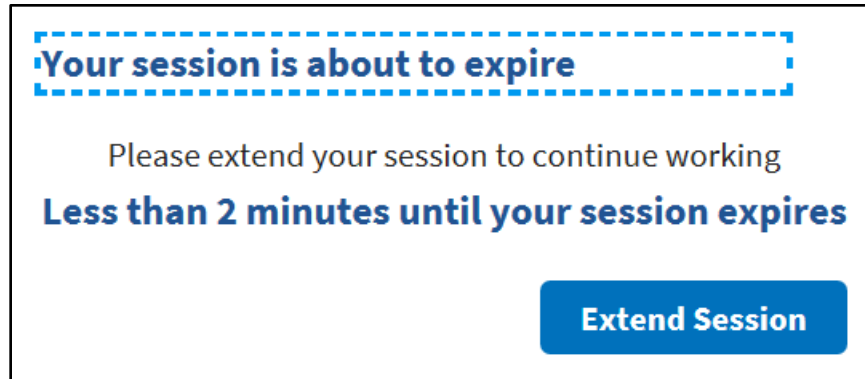 Your session is about to expire
Please extend your session to continue working
Less than 2 minutes until your session expires
Extend Session